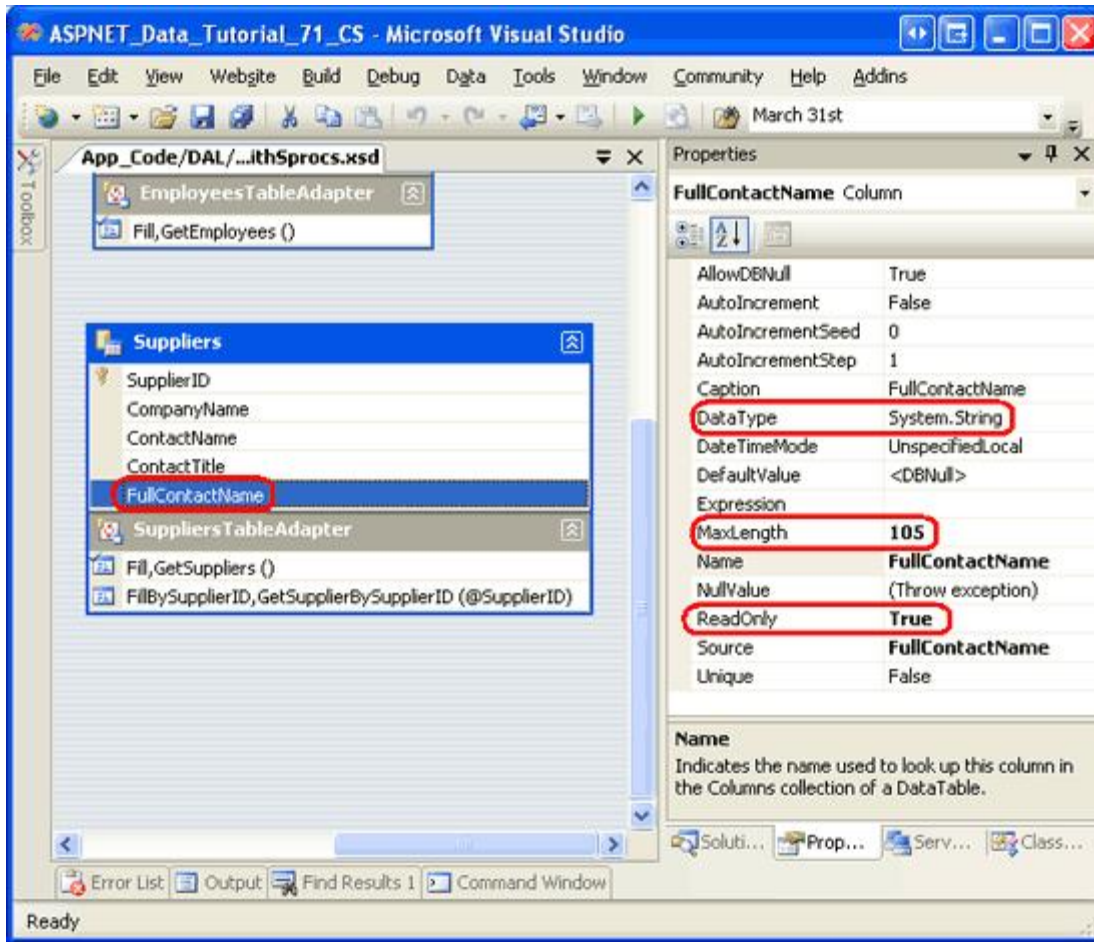 ASPNET_Data_Tutorial_71_CS - Microsoft Visual Studio
File Edit View Website Build Debug Data Tools Window Community Help Addins
March 31st
Toolbox
App_Code/DAL/...ithSprocs.xsd
EmployeesTableAdapter
Fill,GetEmployees ()
Suppliers
SupplierID
CompanyName
ContactName
ContactTitle
FullContactName
SuppliersTableAdapter
Fill,GetSuppliers ()
FillBySupplierID,GetSupplierBySupplierID (@SupplierID)
Properties
FullContactName Column
AllowDBNull True
AutoIncrement False
AutoIncrementSeed 0
AutoIncrementStep 1
Caption FullContactName
DataType System.String
DateTimeMode UnspecifiedLocal
DefaultValue <DBNull>
Expression
MaxLength 105
Name FullContactName
NullValue (Throw exception)
ReadOnly True
Source FullContactName
Unique False
Name
Indicates the name used to look up this column in
the Columns collection of a DataTable.
Soluti... Prop... Serv... Class...
Error List Output Find Results 1 Command Window
Ready